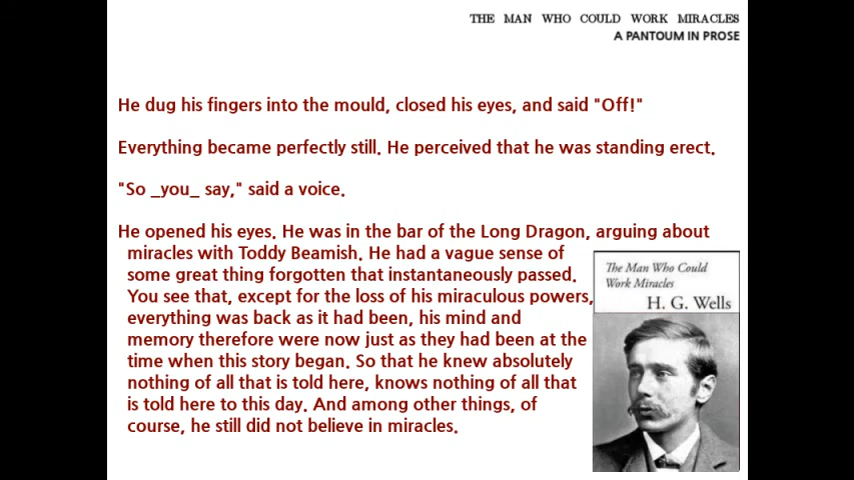 THE MAN WHO COULD WORK MIRACLES
A PANTOUM IN PROSE
He dug his fingers into the mould, closed his eyes, and said "Off!"
Everything became perfectly still. He perceived that he was standing erect.
"So _you_ say," said a voice.
He opened his eyes. He was in the bar of the Long Dragon, arguing about
miracles with Toddy Beamish. He had a vague sense of
some great thing forgotten that instantaneously passed.
You see that, except for the loss of his miraculous powers,
everything was back as it had been, his mind and
memory therefore were now just as they had been at the
time when this story began. So that he knew absolutely
nothing of all that is told here, knows nothing of all that
is told here to this day. And among other things, of
course, he still did not believe in miracles.
The Man Who Could
Work Miracles
H. G. Wells